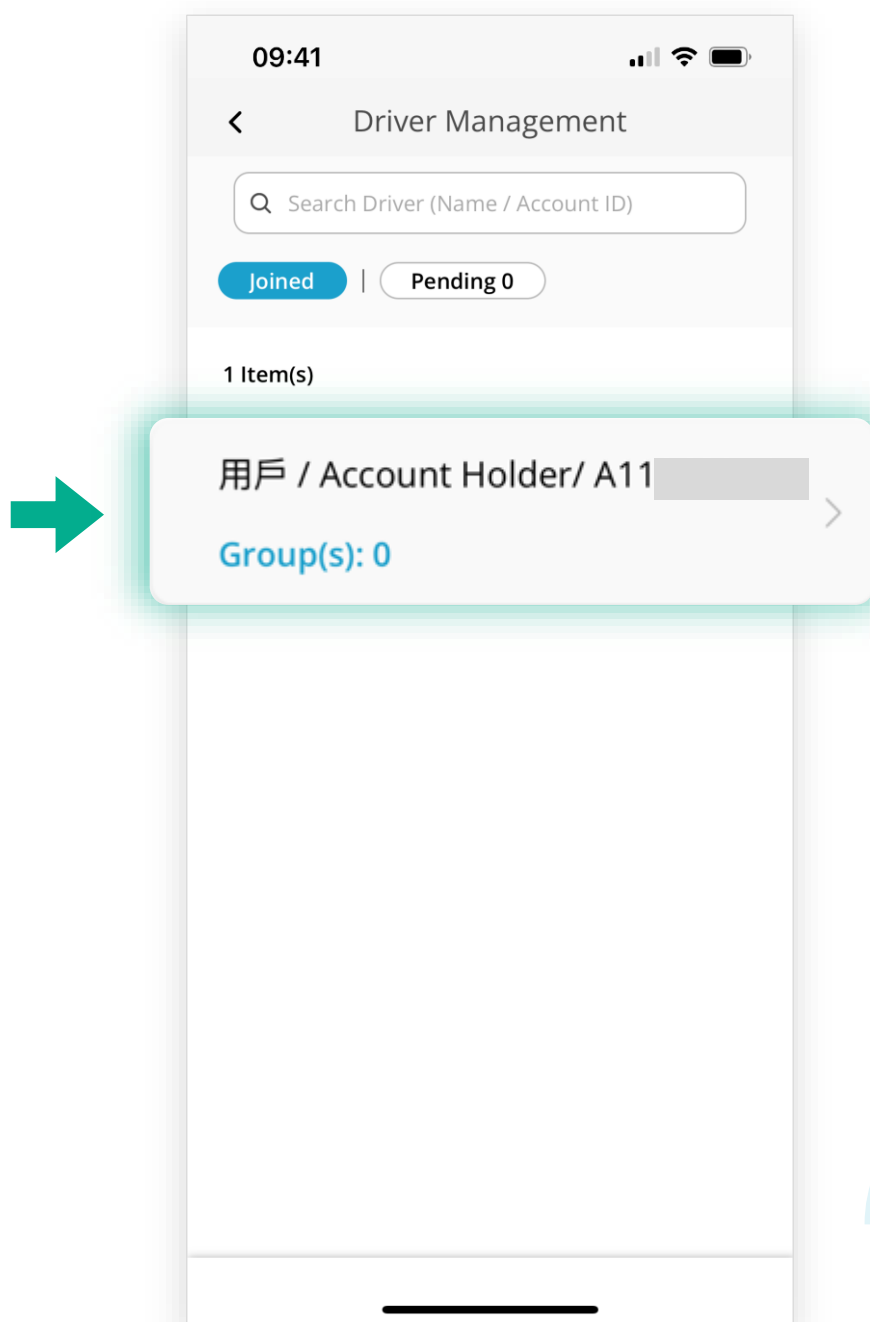 09:41
Driver Management
Search Driver (Name / Account ID)
Joined | Pending 0
1 Item(s)
用戶 / Account Holder/ A11
Group(s): 0